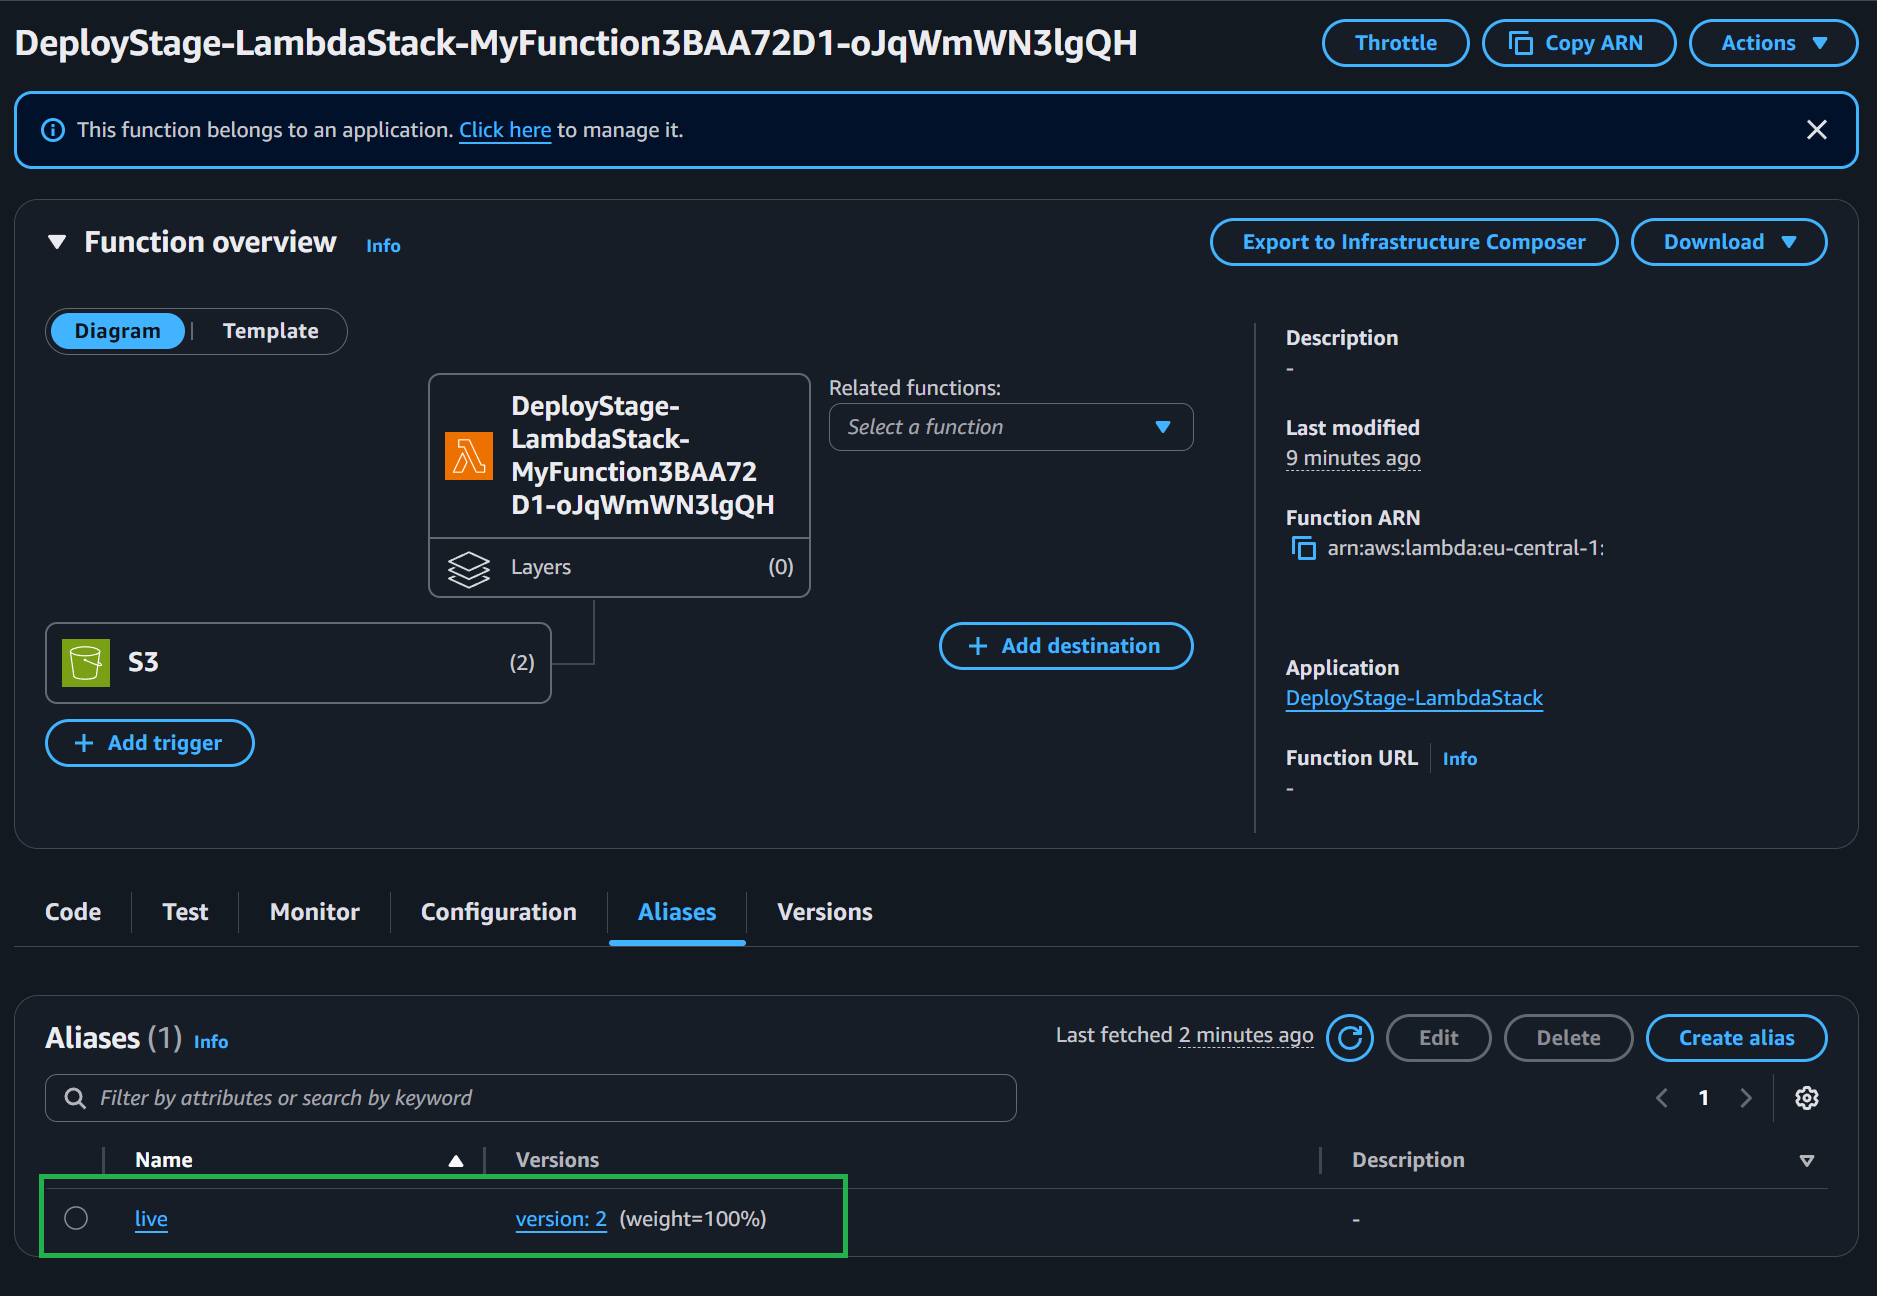 DeployStage-LambdaStack-MyFunction3BAA72D1-oJqWmWN3lgQH
Throttle
Copy ARN
Actions
This function belongs to an application. Click here to manage it.
Function overview
Info
Export to Infrastructure Composer
Download
Diagram
Template
DeployStage-
LambdaStack-
MyFunction3BAA72
D1-oJqWmWN3lgQH
Layers
(0)
Related functions:
Select a function
S3
(2)
+ Add destination
+ Add trigger
Description
-
Last modified
9 minutes ago
Function ARN
arn:aws:lambda:eu-central-1:
Application
DeployStage-LambdaStack
Function URL
Info
-
Code
Test
Monitor
Configuration
Aliases
Versions
Aliases (1) Info
Last fetched 2 minutes ago
Edit
Delete
Create alias
Filter by attributes or search by keyword
1
Name
Versions
Description
live
version: 2 (weight=100%)
-